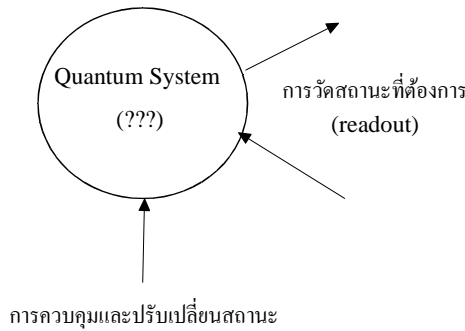 Quantum System
(???)
การวัดสถานะที่ต้องการ
(readout)
การควบคุมและปรับเปลี่ยนสถานะ